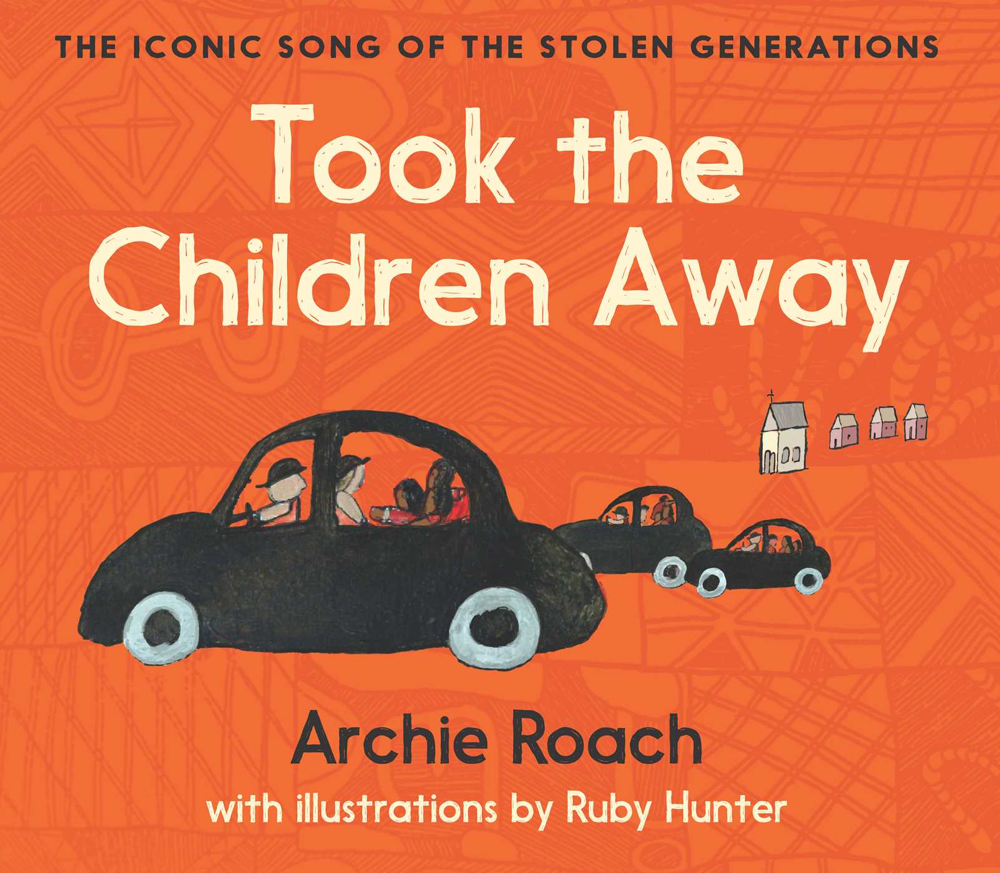 THE ICONIC SONG OF THE STOLEN GENERATIONS
Took the
Children Away
Archie Roach
with illustrations by Ruby Hunter